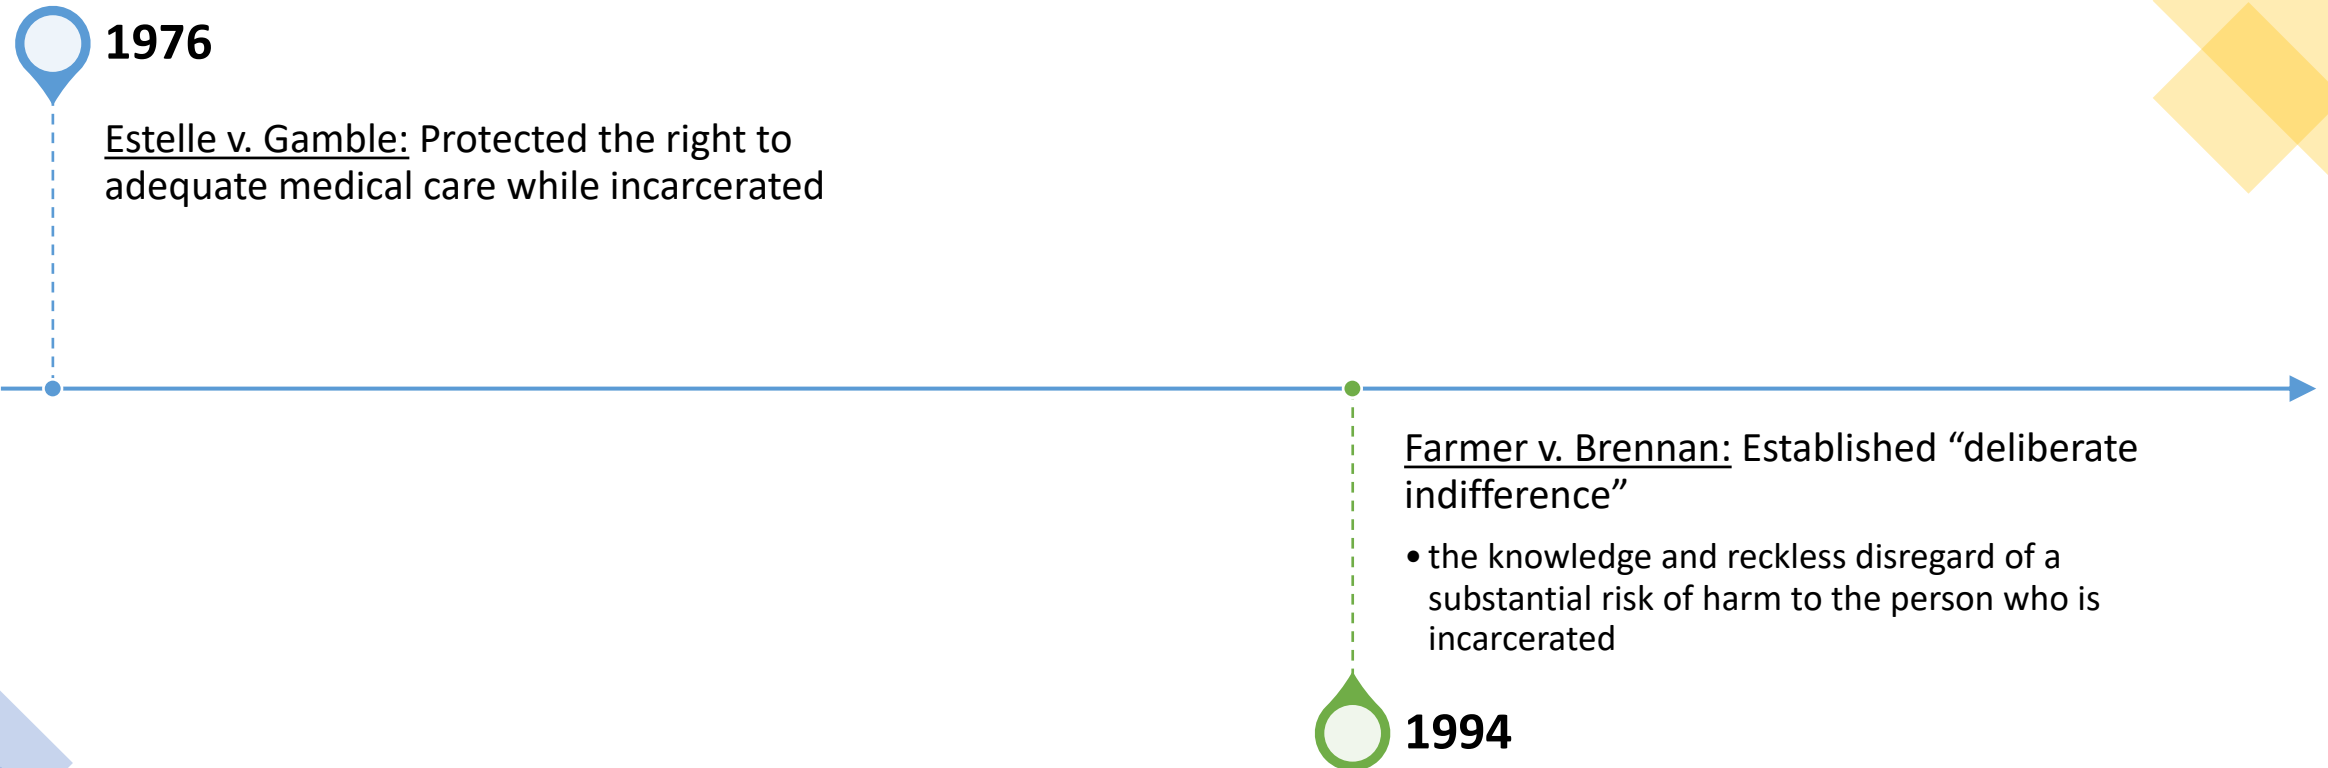 1976
Estelle v. Gamble: Protected the right to
adequate medical care while incarcerated
Farmer v. Brennan: Established “deliberate
indifference”
• the knowledge and reckless disregard of a
substantial risk of harm to the person who is
incarcerated
1994